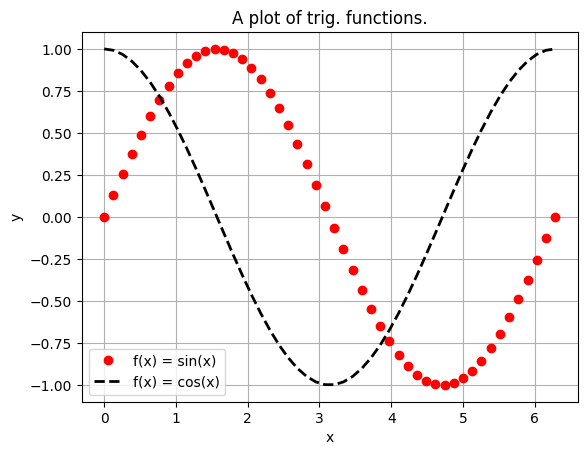 A plot of trig. functions.
1.00
0.75
0.50
0.25
0.00
−0.25
−0.50
−0.75
−1.00
y
f(x) = sin(x)
f(x) = cos(x)
0 1 2 3 4 5 6
x